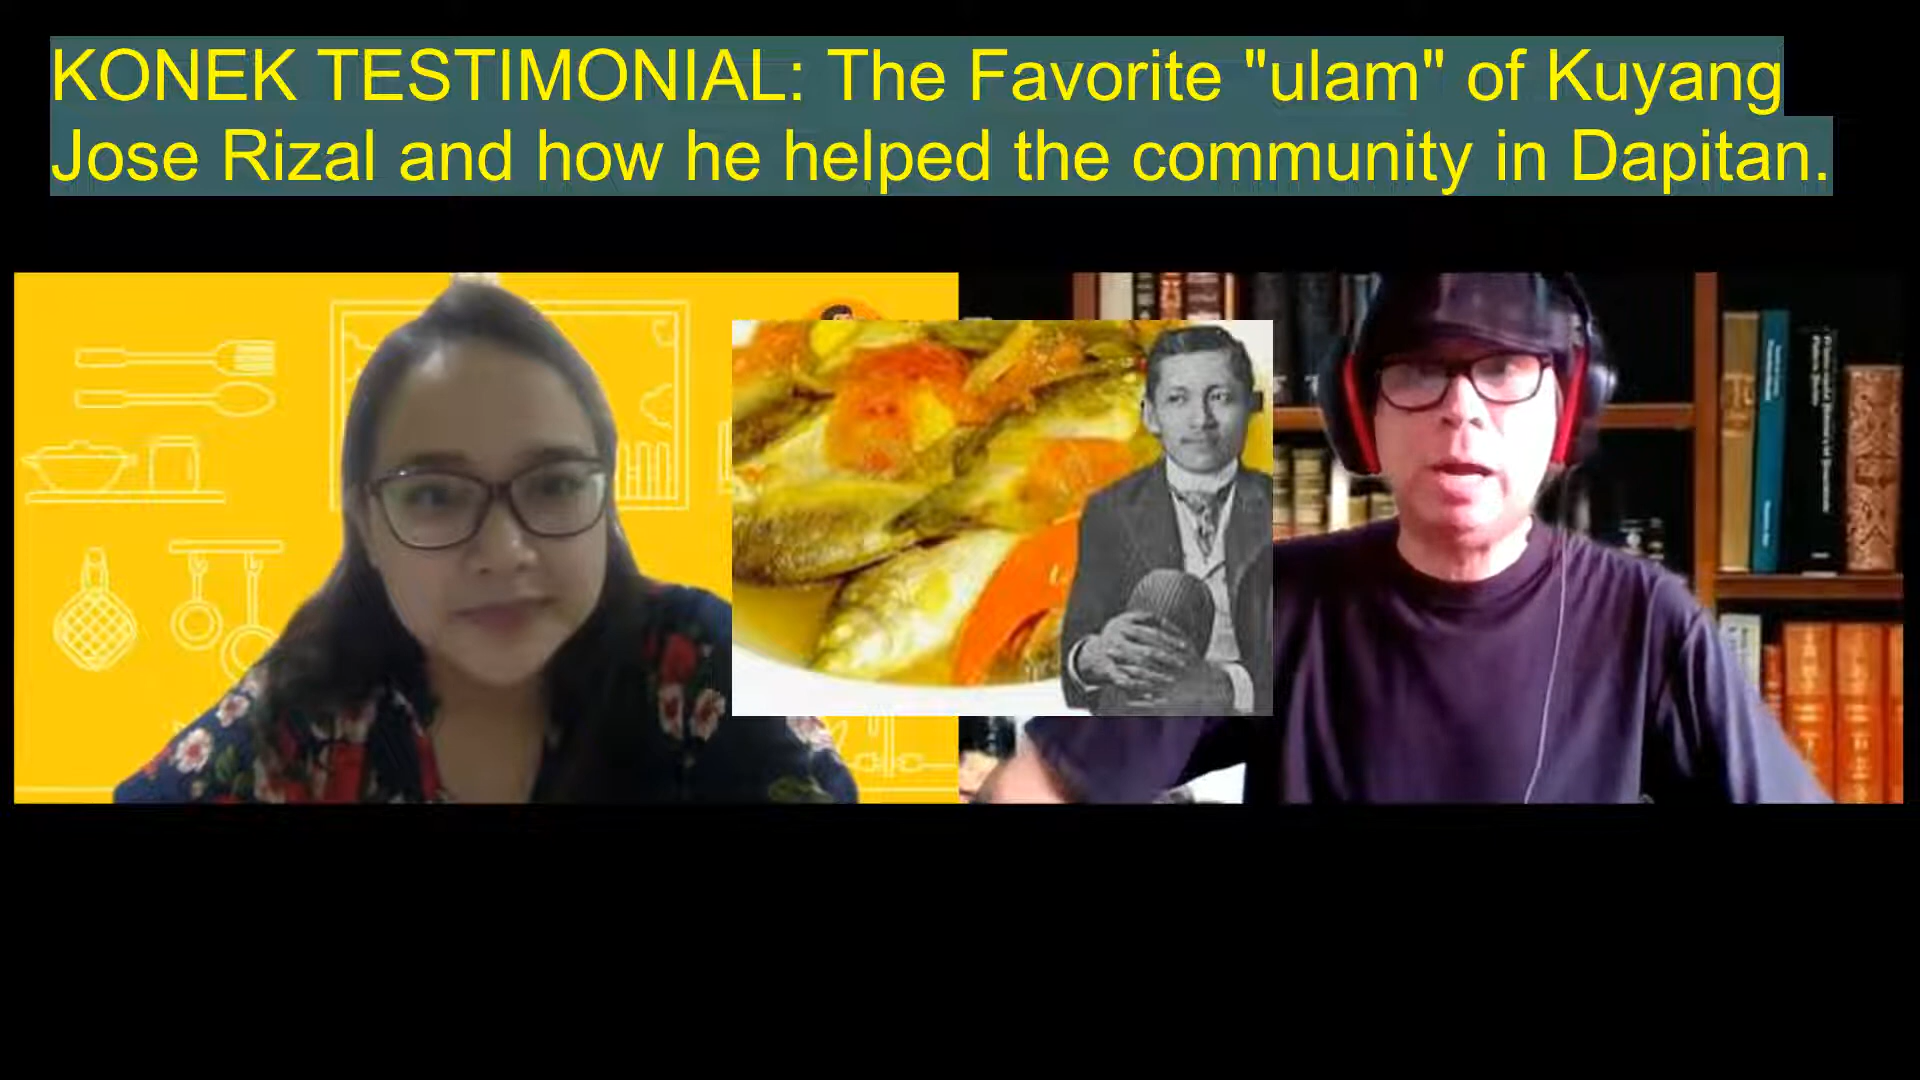 KONEK TESTIMONIAL: The Favorite "ulam" of Kuyang
Jose Rizal and how he helped the community in Dapitan.